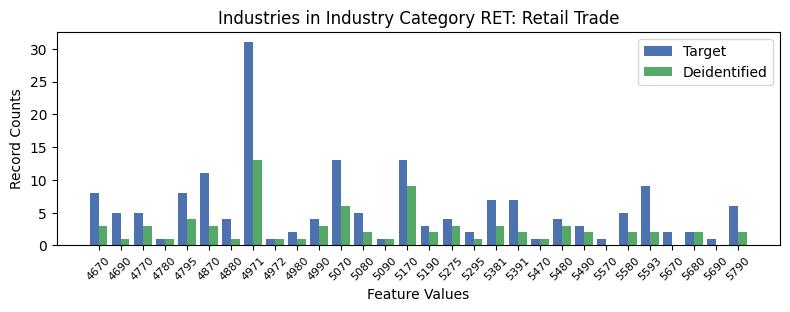 Industries in Industry Category RET: Retail Trade
Target
Deidentified
Record Counts
30
25
20
15
10
5
0
4670 4690 4770 4780 4795 4870 4880 4971 4972 4980 4990 5070 5080 5090 5170 5190 5275 5295 5381 5391 5470 5480 5490 5570 5580 5593 5670 5680 5690 5790
Feature Values